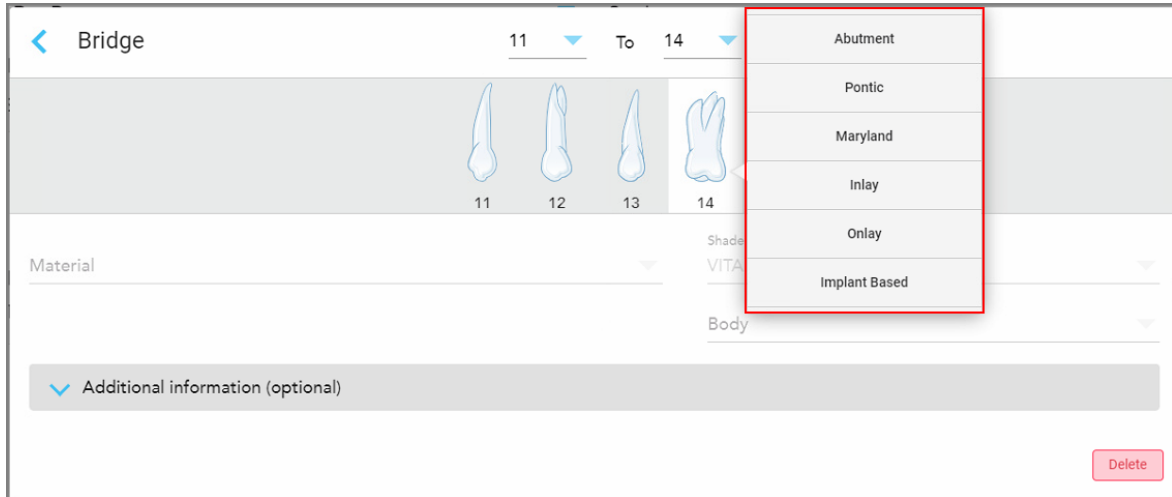 Bridge
11 To 14
11 12 13 14
Abutment
Pontic
Maryland
Inlay
Onlay
Implant Based
Material
Shade
VITA
Body
Additional information (optional)
Delete